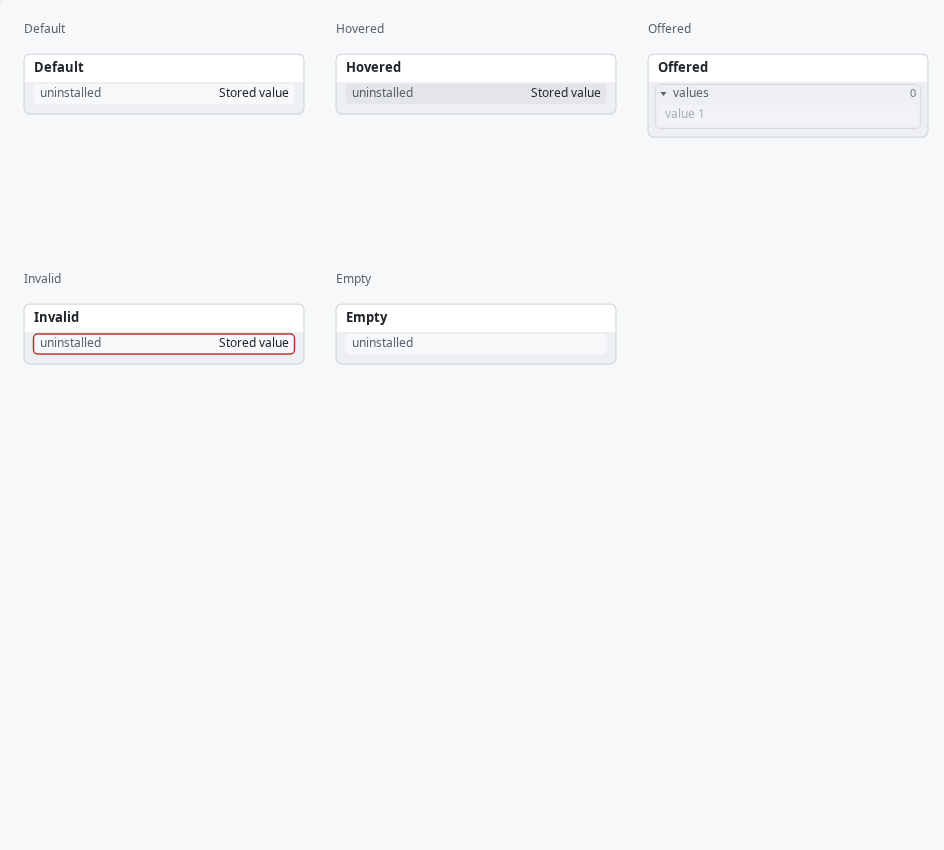 Default
Hovered
Offered
Default
uninstalled Stored value
Hovered
uninstalled Stored value
Offered
values 0
value 1
Invalid
Empty
Invalid
uninstalled Stored value
Empty
uninstalled